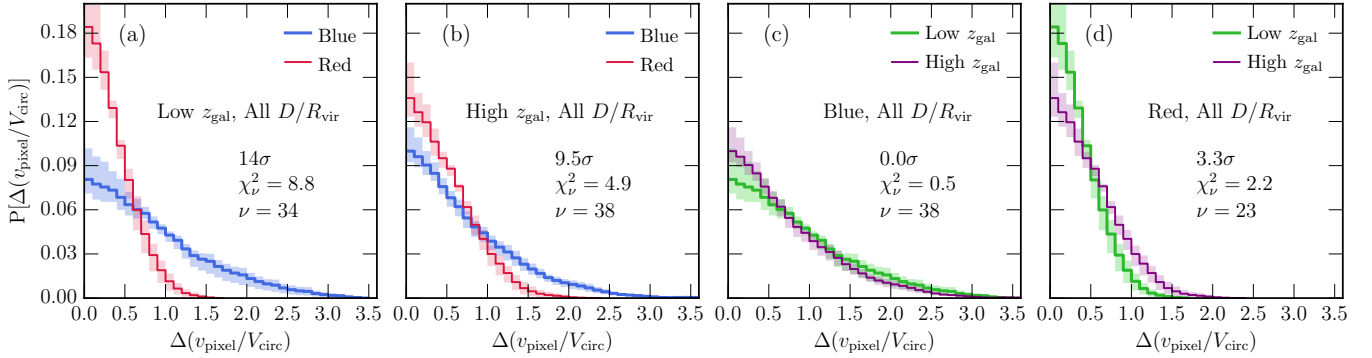 P[Δ(v_pixel/V_circ)]
0.18
0.15
0.12
0.09
0.06
0.03
0.00
(a)
Blue
Red
Low z_gal, All D/R_vir
14σ
χ²_ν = 8.8
ν = 34
0.0 0.5 1.0 1.5 2.0 2.5 3.0 3.5
Δ(v_pixel/V_circ)
(b)
Blue
Red
High z_gal, All D/R_vir
9.5σ
χ²_ν = 4.9
ν = 38
0.0 0.5 1.0 1.5 2.0 2.5 3.0 3.5
Δ(v_pixel/V_circ)
(c)
Low z_gal
High z_gal
Blue, All D/R_vir
0.0σ
χ²_ν = 0.5
ν = 38
0.0 0.5 1.0 1.5 2.0 2.5 3.0 3.5
Δ(v_pixel/V_circ)
(d)
Low z_gal
High z_gal
Red, All D/R_vir
3.3σ
χ²_ν = 2.2
ν = 23
0.0 0.5 1.0 1.5 2.0 2.5 3.0 3.5
Δ(v_pixel/V_circ)